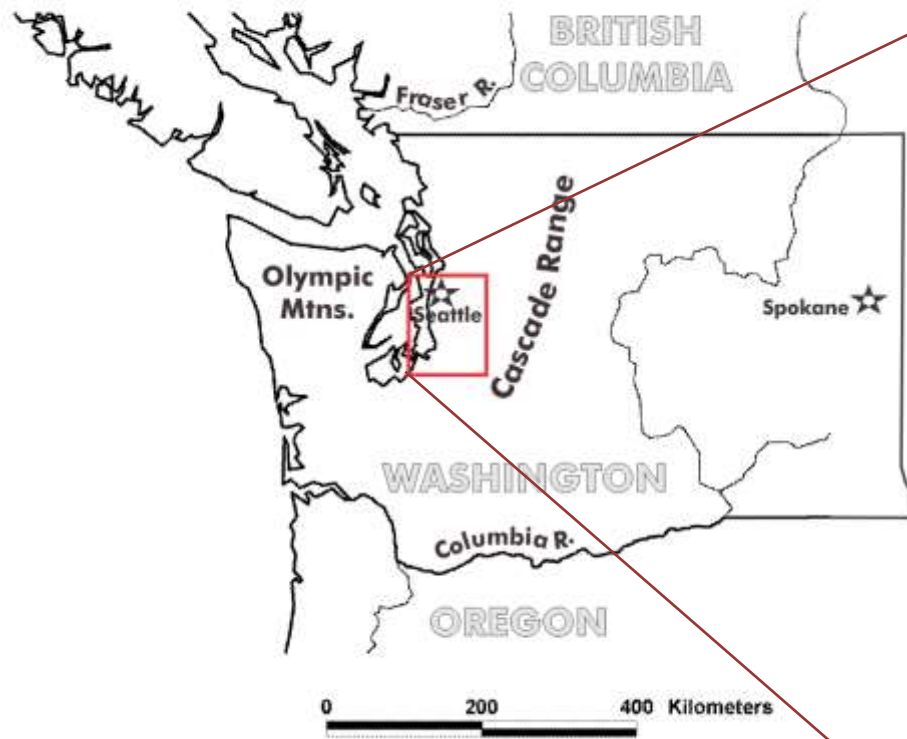 BRITISH
COLUMBIA
Fraser R.
Cascade Range
Olympic
Mtns.
Seattle
Spokane
WASHINGTON
Columbia R.
OREGON
0 200 400 Kilometers